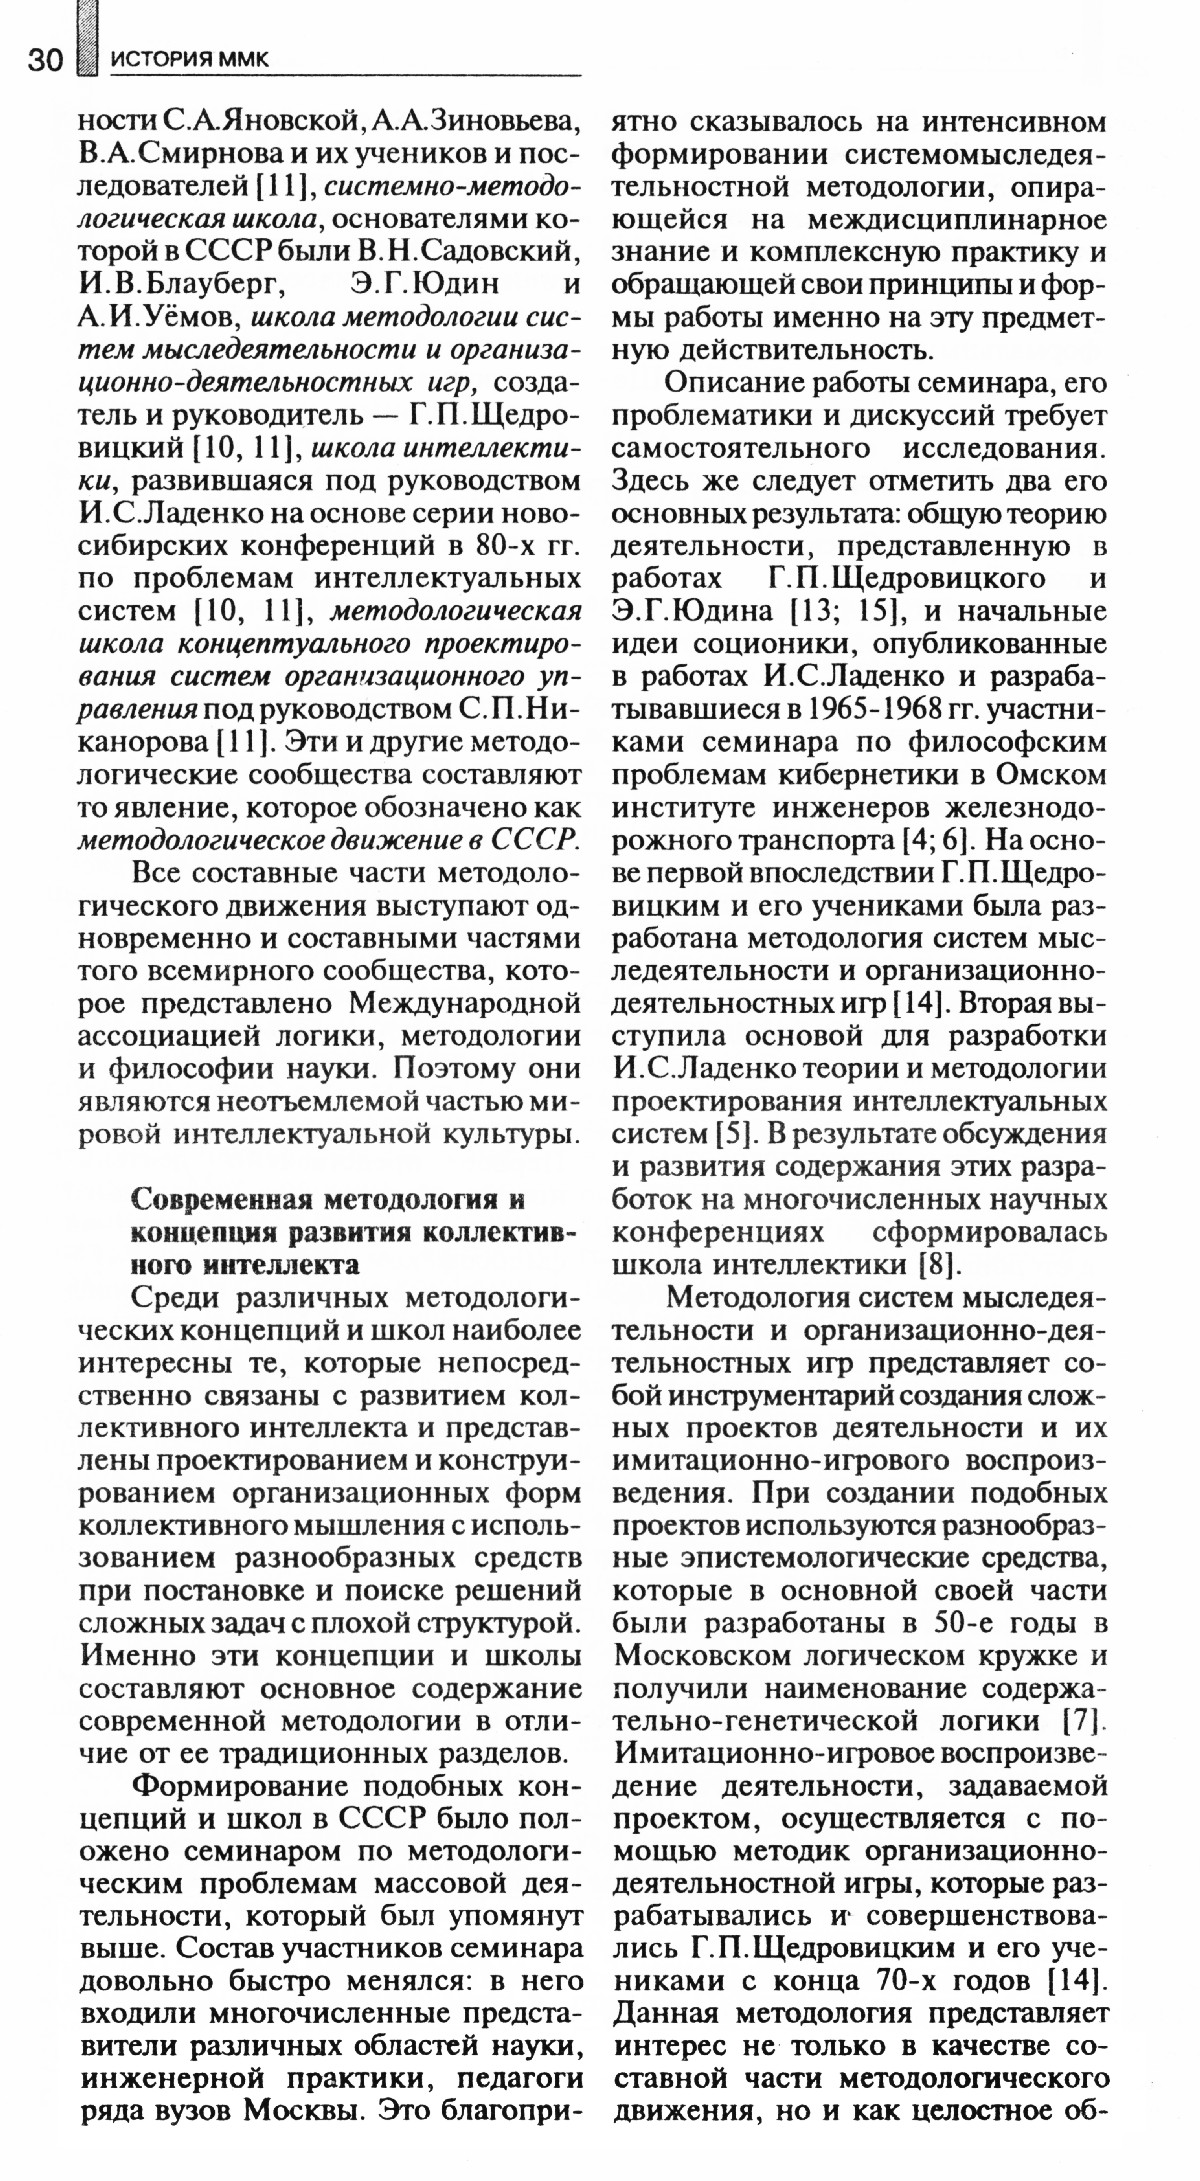 30
ИСТОРИЯ ММК
ности С.А.Яновской, А.А.Зиновьева,
В.А.Смирнова и их учеников и пос-
ледователей [11], системно-методо-
логическая школа, основателями ко-
торой в СССР были В.Н.Садовский,
И.В.Блауберг, Э.Г.Юдин и
А.И.Уёмов, школа методологии сис-
тем мыследеятельности и организа-
ционно-деятельностных игр, созда-
тель и руководитель — Г.П.Щедро-
вицкий [10, 11], школа интеллекти-
ки, развившаяся под руководством
И.С.Ладенко на основе серии ново-
сибирских конференций в 80-х гг.
по проблемам интеллектуальных
систем [10, 11], методологическая
школа концептуального проектиро-
вания систем организационного уп-
равления под руководством С.П.Ни-
канорова [11]. Эти и другие методо-
логические сообщества составляют
то явление, которое обозначено как
методологическое движение в СССР.
Все составные части методоло-
гического движения выступают од-
новременно и составными частями
того всемирного сообщества, кото-
рое представлено Международной
ассоциацией логики, методологии
и философии науки. Поэтому они
являются неотъемлемой частью ми-
ровой интеллектуальной культуры.
Современная методология и
концепция развития коллектив-
ного интеллекта
Среди различных методологи-
ческих концепций и школ наиболее
интересны те, которые непосред-
ственно связаны с развитием кол-
лективного интеллекта и представ-
лены проектированием и конструи-
рованием организационных форм
коллективного мышления с исполь-
зованием разнообразных средств
при постановке и поиске решений
сложных задач с плохой структурой.
Именно эти концепции и школы
составляют основное содержание
современной методологии в отли-
чие от ее традиционных разделов.
Формирование подобных кон-
цепций и школ в СССР было пол-
ожено семинаром по методологи-
ческим проблемам массовой дея-
тельности, который был упомянут
выше. Состав участников семинара
довольно быстро менялся: в него
входили многочисленные предста-
вители различных областей науки,
инженерной практики, педагоги
ряда вузов Москвы. Это благопри-
ятно сказывалось на интенсивном
формировании системомыследея-
тельностной методологии, опира-
ющейся на междисциплинарное
знание и комплексную практику и
обращающей свои принципы и фор-
мы работы именно на эту предмет-
ную действительность.
Описание работы семинара, его
проблематики и дискуссий требует
самостоятельного исследования.
Здесь же следует отметить два его
основных результата: общую теорию
деятельности, представленную в
работах Г.П.Щедровицкого и
Э.Г.Юдина [13; 15], и начальные
идеи соционики, опубликованные
в работах И.С.Ладенко и разраба-
тывавшиеся в 1965-1968 гг. участни-
ками семинара по философским
проблемам кибернетики в Омском
институте инженеров железнодо-
рожного транспорта [4; 6]. На осно-
ве первой впоследствии Г.П.Щедро-
вицким и его учениками была раз-
работана методология систем мыс-
ледеятельности и организационно-
деятельностных игр [14]. Вторая вы-
ступила основой для разработки
И.С.Ладенко теории и методологии
проектирования интеллектуальных
систем [5]. В результате обсуждения
и развития содержания этих разра-
боток на многочисленных научных
конференциях сформировалась
школа интеллектики [8].
Методология систем мыследея-
тельности и организационно-дея-
тельностных игр представляет со-
бой инструментарий создания слож-
ных проектов деятельности и их
имитационно-игрового воспроиз-
ведения. При создании подобных
проектов используются разнообраз-
ные эпистемологические средства,
которые в основной своей части
были разработаны в 50-е годы в
Московском логическом кружке и
получили наименование содержа-
тельно-генетической логики [7].
Имитационно-игровое воспроизве-
дение деятельности, задаваемой
проектом, осуществляется с по-
мощью методик организационно-
деятельностной игры, которые раз-
рабатывались и совершенствова-
лись Г.П.Щедровицким и его уче-
никами с конца 70-х годов [14].
Данная методология представляет
интерес не только в качестве со-
ставной части методологического
движения, но и как целостное об-